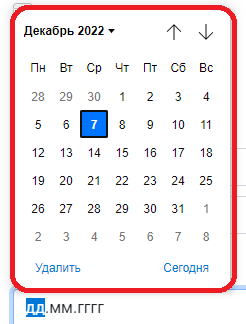 Декабрь 2022
Пн Вт Ср Чт Пт Сб Вс
28 29 30 1 2 3 4
5 6 7 8 9 10 11
12 13 14 15 16 17 18
19 20 21 22 23 24 25
26 27 28 29 30 31 1
2 3 4 5 6 7 8
Удалить Сегодня
дд.мм.гггг